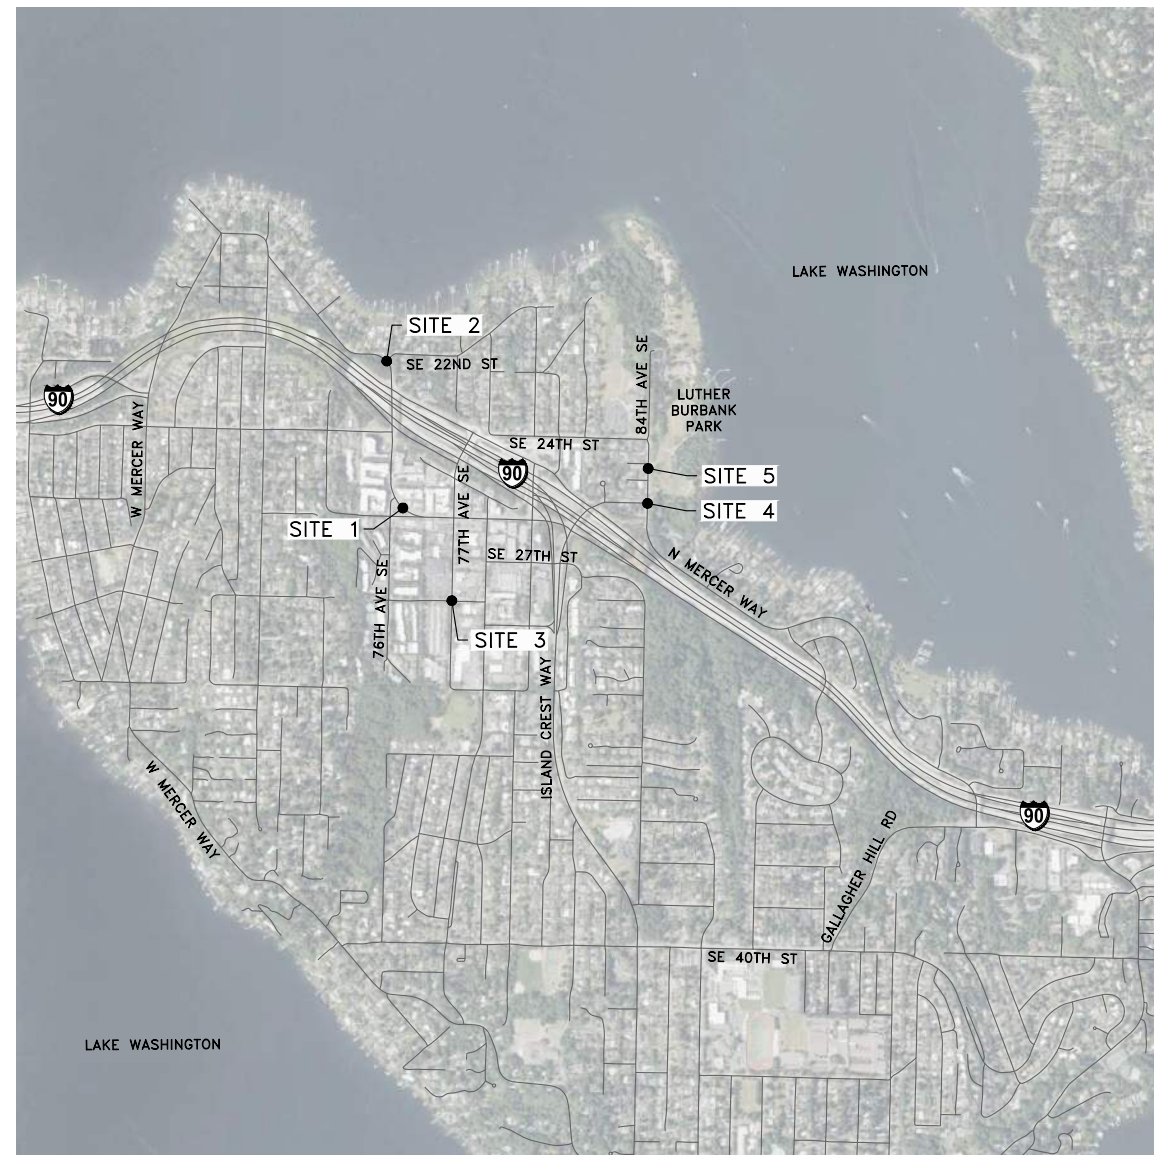 LAKE WASHINGTON
SITE 2
SE 22ND ST
84TH AVE SE
LUTHER
BURBANK
PARK
90
W MERCER WAY
SE 24TH ST
90
77TH AVE SE
SITE 5
SITE 4
SITE 1
SE 27TH ST
N MERCER WAY
76TH AVE SE
SITE 3
ISLAND CREST WAY
W MERCER WAY
90
GALLAGHER HILL RD
SE 40TH ST
LAKE WASHINGTON